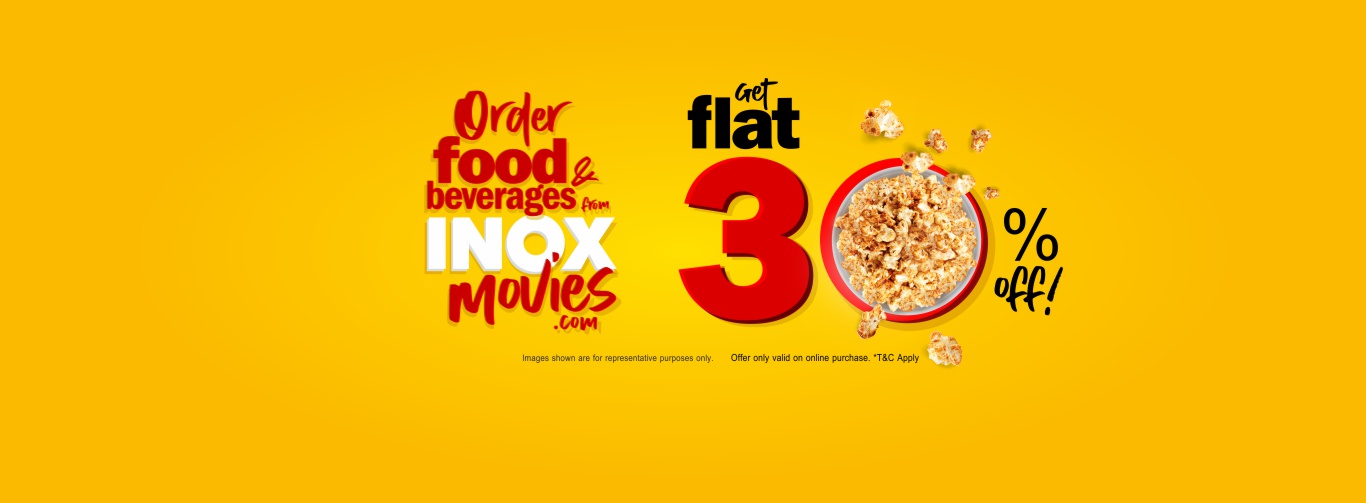 Order
food &
beverages from
INOX
movies
.com
Get
flat
30
%
off!
Images shown are for representative purposes only.
Offer only valid on online purchase. *T&C Apply